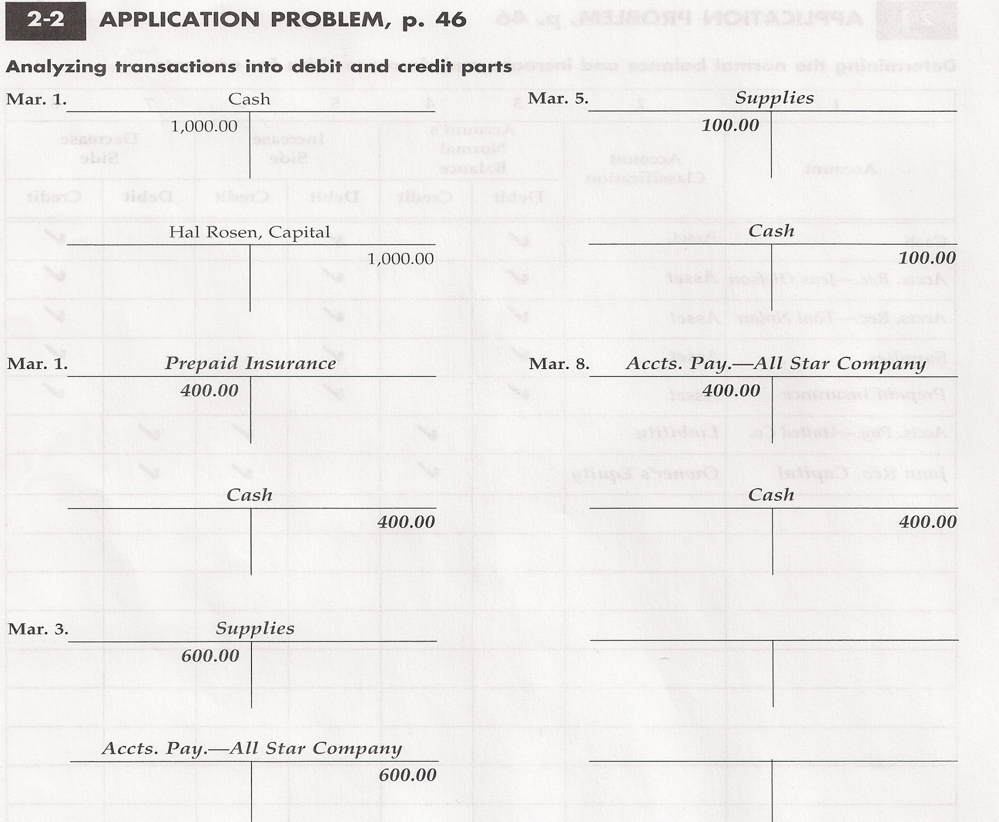 2-2 APPLICATION PROBLEM, p. 46
Analyzing transactions into debit and credit parts
Mar. 1. Cash
1,000.00
Hal Rosen, Capital
1,000.00
Mar. 1. Prepaid Insurance
400.00
Cash
400.00
Mar. 3. Supplies
600.00
Accts. Pay.—All Star Company
600.00
Mar. 5. Supplies
100.00
Cash
100.00
Mar. 8. Accts. Pay.—All Star Company
400.00
Cash
400.00